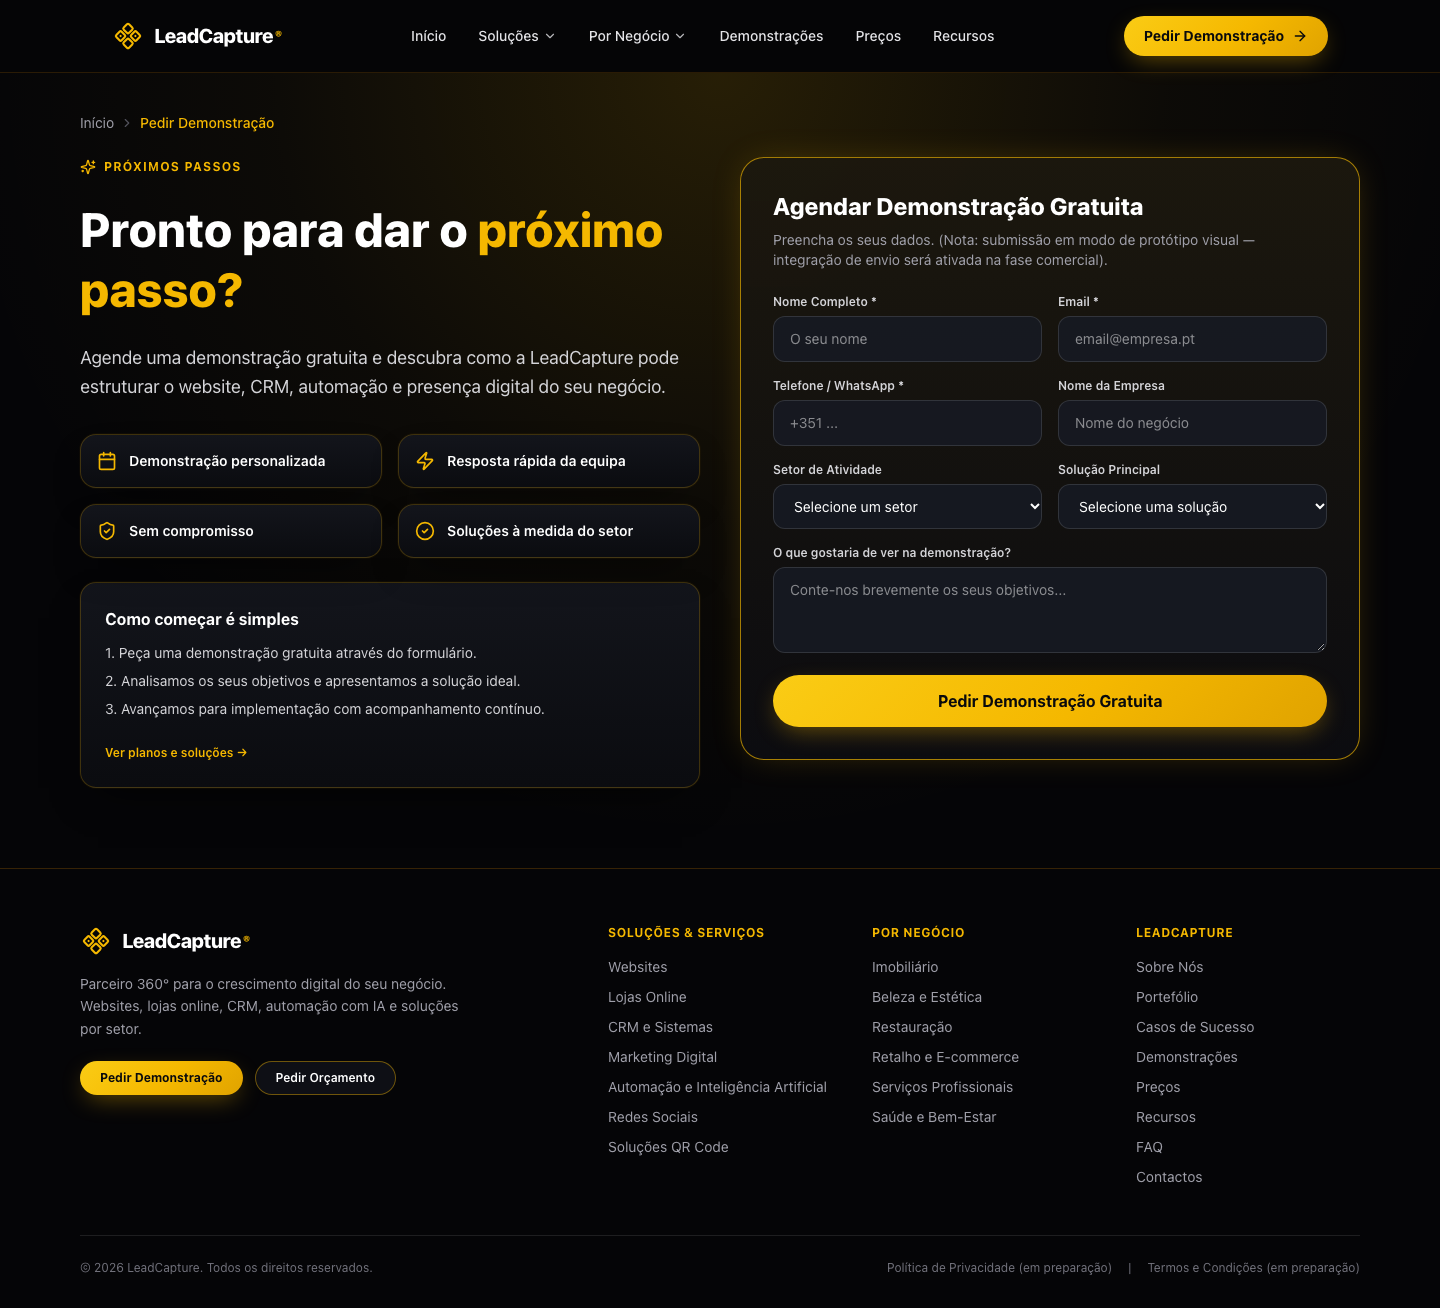 LeadCapture®
Início
Soluções
Por Negócio
Demonstrações
Preços
Recursos
Pedir Demonstração
Início
Pedir Demonstração
PRÓXIMOS PASSOS
Pronto para dar o próximo
passo?
Agende uma demonstração gratuita e descubra como a LeadCapture pode
estruturar o website, CRM, automação e presença digital do seu negócio.
Demonstração personalizada
Resposta rápida da equipa
Sem compromisso
Soluções à medida do setor
Como começar é simples
1. Peça uma demonstração gratuita através do formulário.
2. Analisamos os seus objetivos e apresentamos a solução ideal.
3. Avançamos para implementação com acompanhamento contínuo.
Ver planos e soluções →
Agendar Demonstração Gratuita
Preencha os seus dados. (Nota: submissão em modo de protótipo visual —
integração de envio será ativada na fase comercial).
Nome Completo *
Email *
O seu nome
email@empresa.pt
Telefone / WhatsApp *
Nome da Empresa
+351 ...
Nome do negócio
Setor de Atividade
Solução Principal
Selecione um setor
Selecione uma solução
O que gostaria de ver na demonstração?
Conte-nos brevemente os seus objetivos...
Pedir Demonstração Gratuita
LeadCapture®
Parceiro 360° para o crescimento digital do seu negócio.
Websites, lojas online, CRM, automação com IA e soluções
por setor.
Pedir Demonstração
Pedir Orçamento
SOLUÇÕES & SERVIÇOS
Websites
Lojas Online
CRM e Sistemas
Marketing Digital
Automação e Inteligência Artificial
Redes Sociais
Soluções QR Code
POR NEGÓCIO
Imobiliário
Beleza e Estética
Restauração
Retalho e E-commerce
Serviços Profissionais
Saúde e Bem-Estar
LEADCAPTURE
Sobre Nós
Portefólio
Casos de Sucesso
Demonstrações
Preços
Recursos
FAQ
Contactos
© 2026 LeadCapture. Todos os direitos reservados.
Política de Privacidade (em preparação) | Termos e Condições (em preparação)